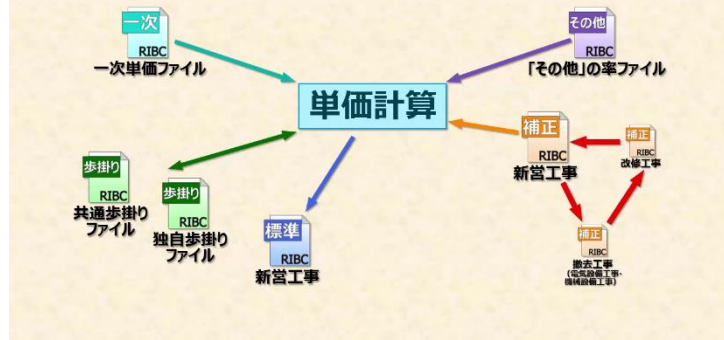 一次
RIBC
一次単価ファイル
その他
RIBC
「その他」の率ファイル
単価計算
補正
RIBC
新営工事
補正
RIBC
改修工事
歩掛り
RIBC
共通歩掛り
ファイル
歩掛り
RIBC
独自歩掛り
ファイル
標準
RIBC
新営工事
補正
RIBC
撤去工事
(電気設備工事・
機械設備工事)